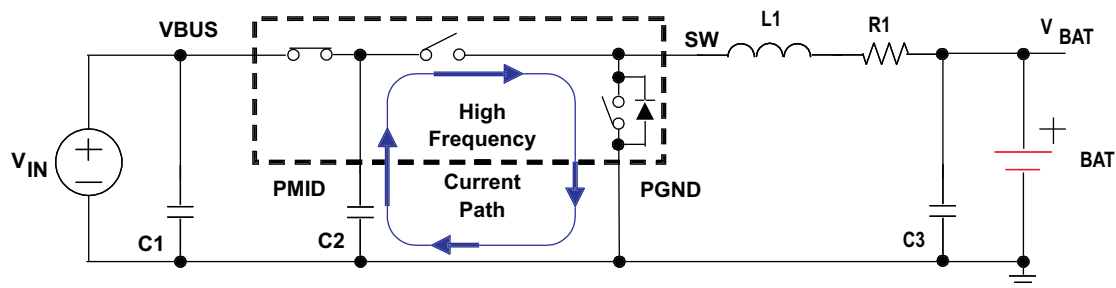 VBUS
SW
L1
R1
V BAT
High
Frequency
V IN
+
−
PMID
Current
Path
PGND
+
BAT
C1
C2
C3